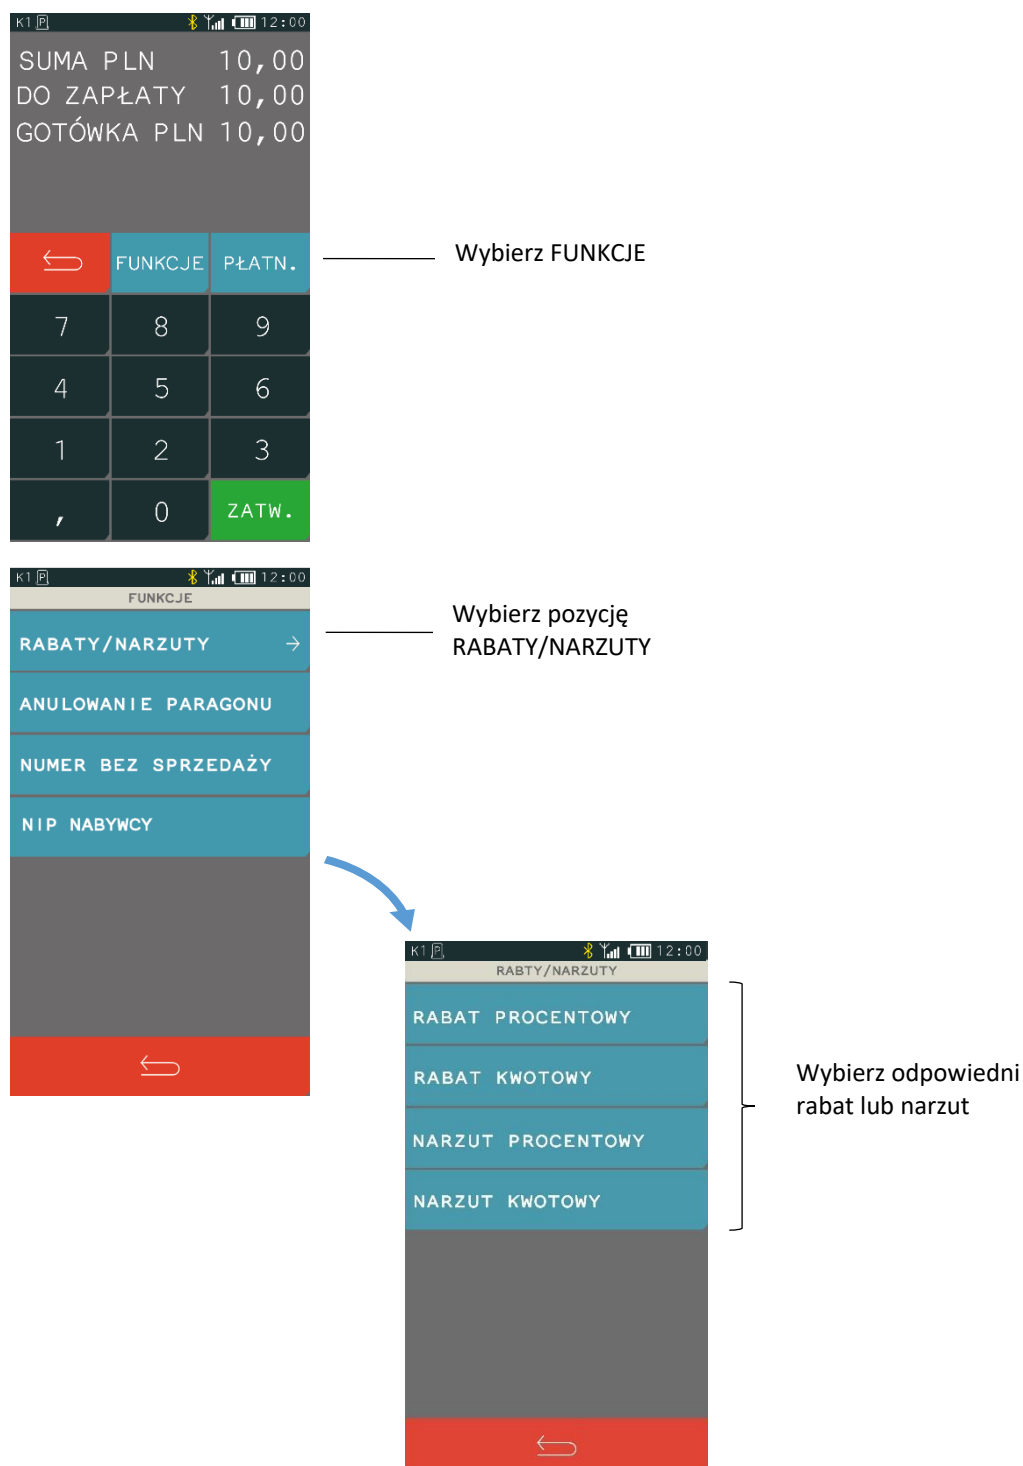 K1 P 12:00
SUMA PLN 10,00
DO ZAPŁATY 10,00
GOTÓWKA PLN 10,00
FUNKCJE PŁATN.
Wybierz FUNKCJE
7 8 9
4 5 6
1 2 3
, 0 ZATW.
K1 P 12:00
FUNKCJE
RABATY/NARZUTY →
Wybierz pozycję
RABATY/NARZUTY
ANULOWANIE PARAGONU
NUMER BEZ SPRZEDAŻY
NIP NABYWCY
K1 P 12:00
RABTY/NARZUTY
RABAT PROCENTOWY
RABAT KWOTOWY
NARZUT PROCENTOWY
NARZUT KWOTOWY
Wybierz odpowiedni
rabat lub narzut